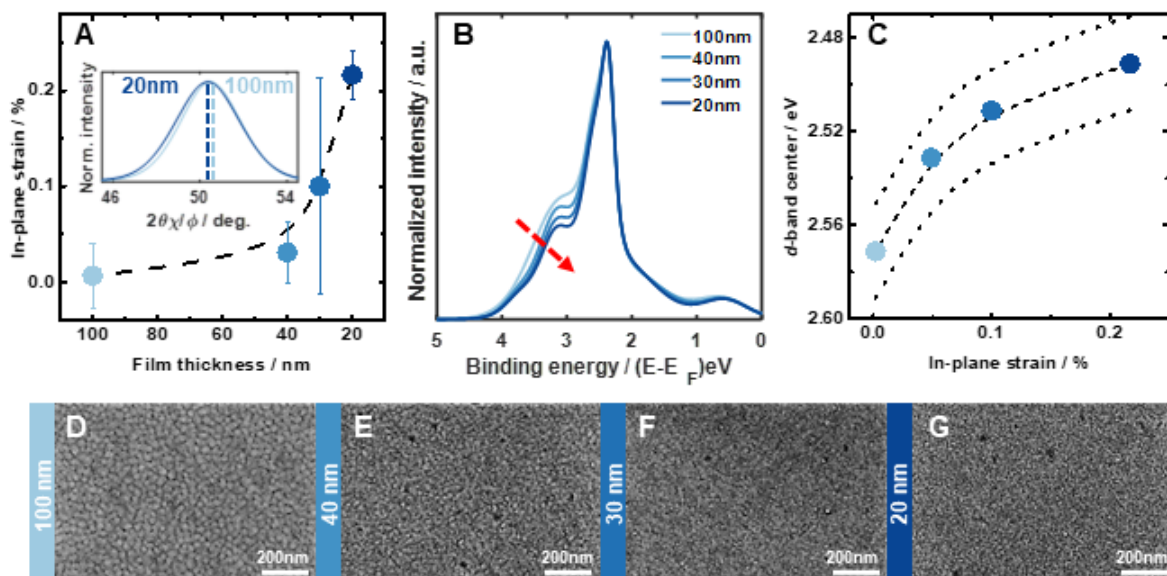 A
In-plane strain / %
0.2
0.1
0.0
100
80
60
40
20
Film thickness / nm
20nm
100nm
Norm. intensity
46
50
54
2θχ/ϕ / deg.
B
Normalized intensity / a.u.
100nm
40nm
30nm
20nm
5
4
3
2
1
0
Binding energy / (E-E F)eV
C
d-band center / eV
2.48
2.52
2.56
2.60
0.0
0.1
0.2
In-plane strain / %
100 nm
D
200nm
40 nm
E
200nm
30 nm
F
200nm
20 nm
G
200nm